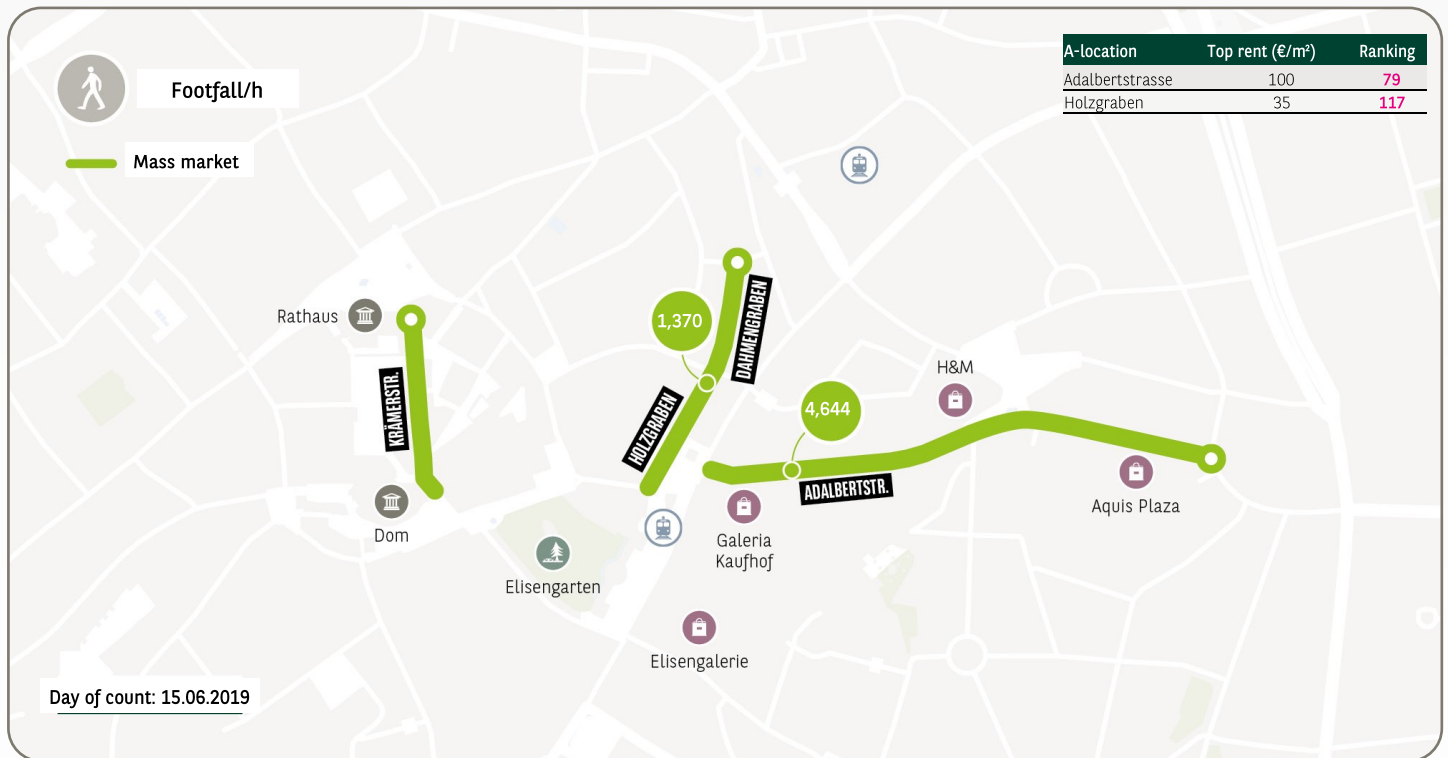 Footfall/h
Mass market
A-location Top rent (€/m²) Ranking
Adalbertstrasse 100 79
Holzgraben 35 117
Rathaus
KRÄMERSTR.
Dom
1,370
DAHMENGRABEN
HOLZGRABEN
4,644
ADALBERTSTR.
H&M
Aquis Plaza
Galeria
Kaufhof
Elisengarten
Elisengalerie
Day of count: 15.06.2019